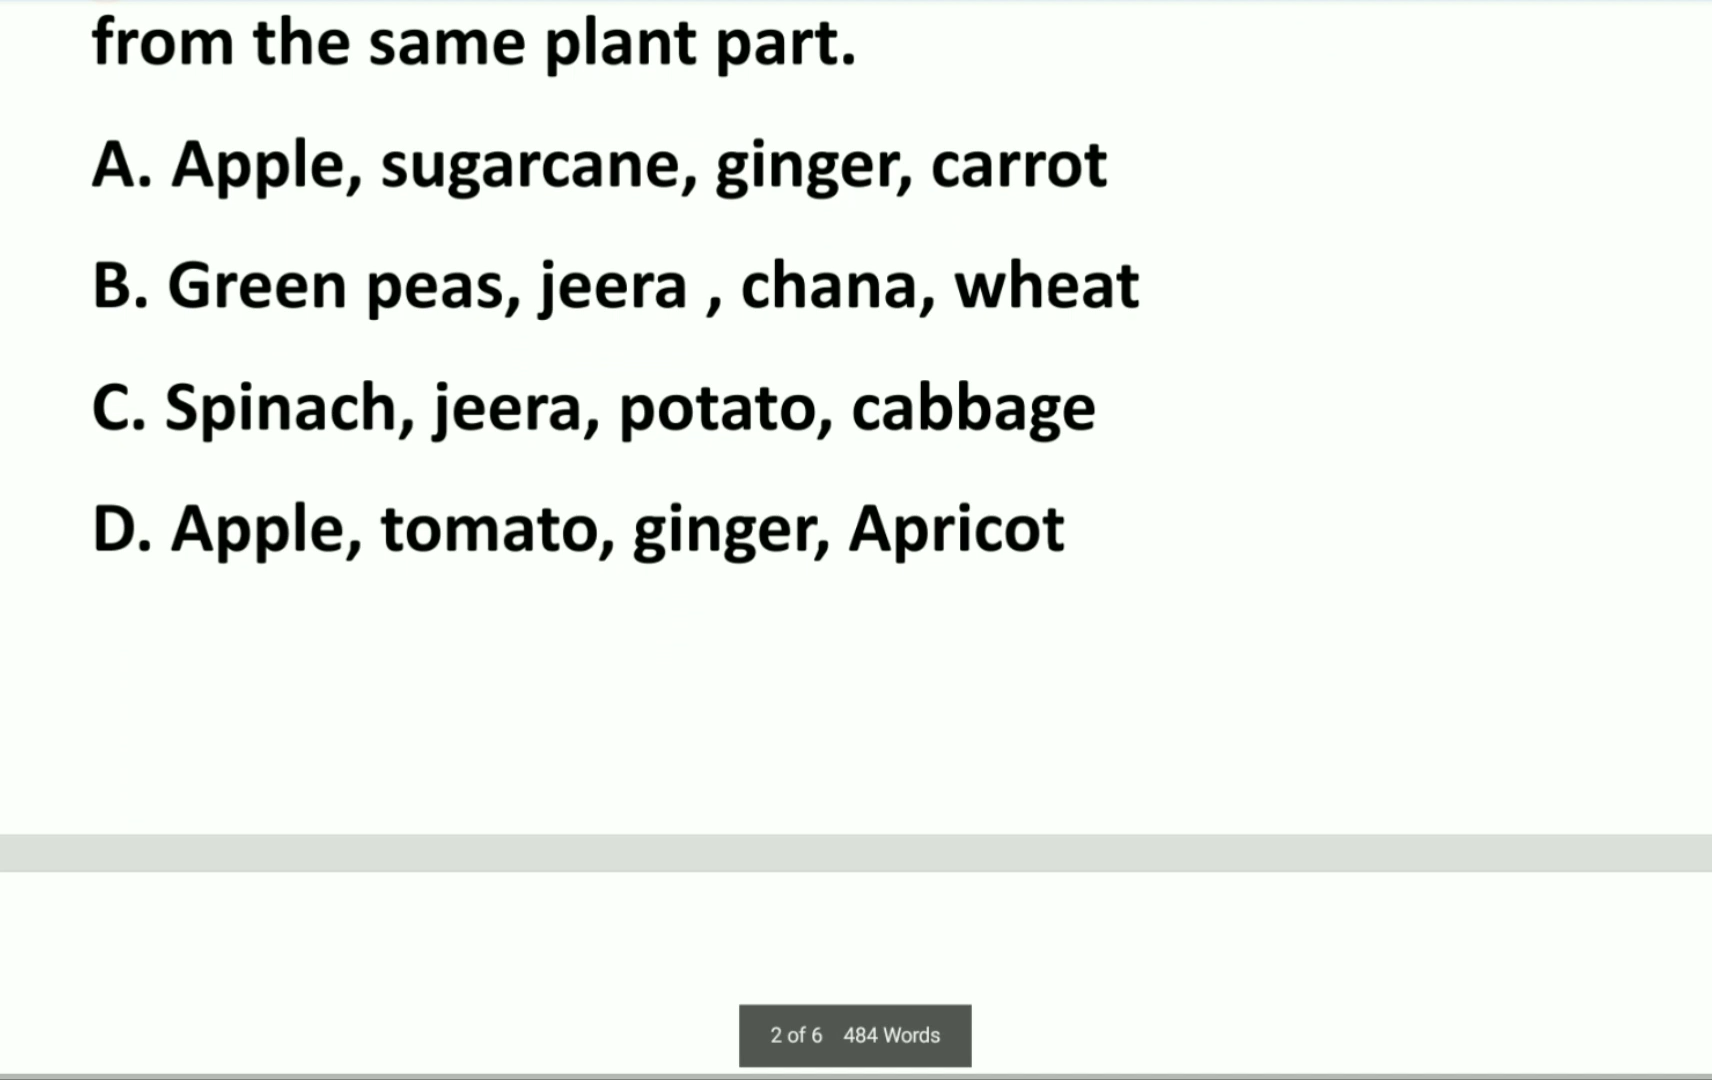 from the same plant part.
A. Apple, sugarcane, ginger, carrot
B. Green peas, jeera , chana, wheat
C. Spinach, jeera, potato, cabbage
D. Apple, tomato, ginger, Apricot
2 of 6 484 Words